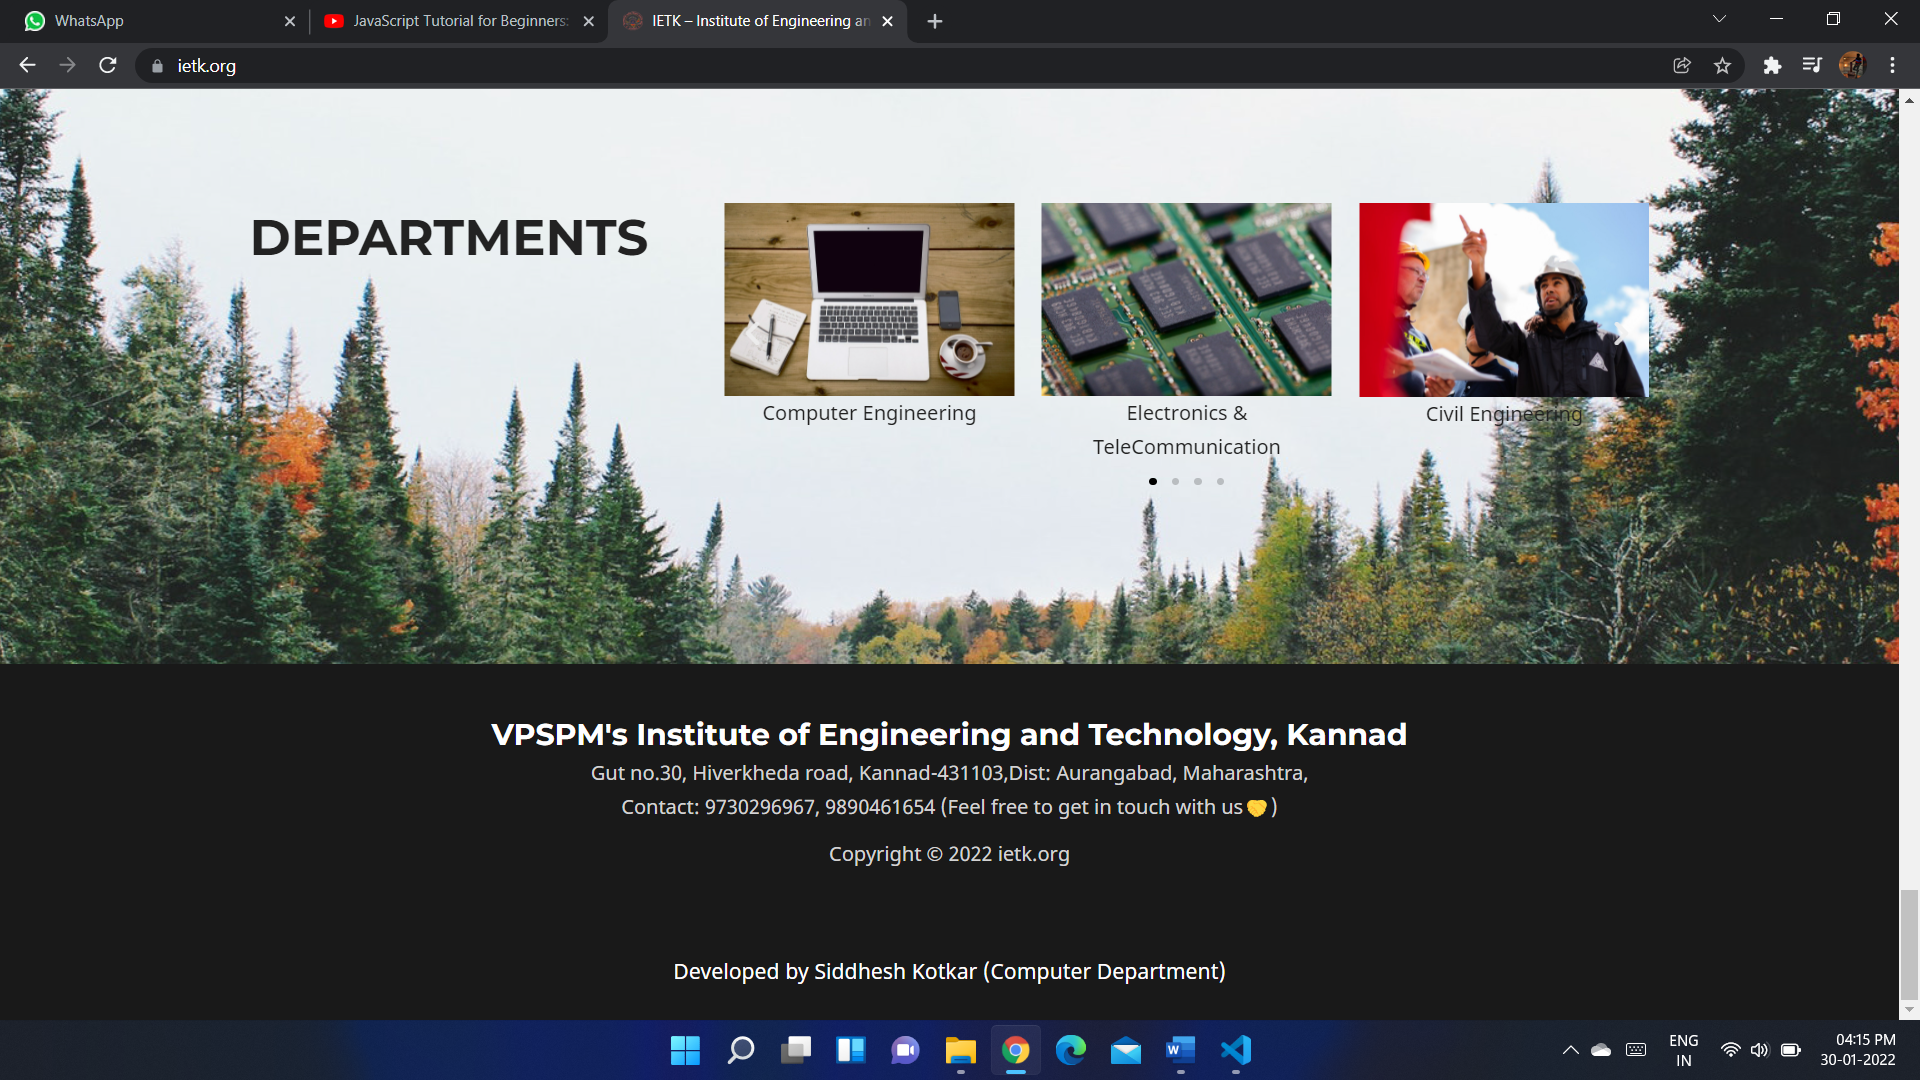 WhatsApp
JavaScript Tutorial for Beginners:
IETK – Institute of Engineering an
ietk.org
DEPARTMENTS
Computer Engineering
Electronics &
TeleCommunication
Civil Engineering
VPSPM's Institute of Engineering and Technology, Kannad
Gut no.30, Hiverkheda road, Kannad-431103,Dist: Aurangabad, Maharashtra,
Contact: 9730296967, 9890461654 (Feel free to get in touch with us🤝)
Copyright © 2022 ietk.org
Developed by Siddhesh Kotkar (Computer Department)
ENG
IN
04:15 PM
30-01-2022